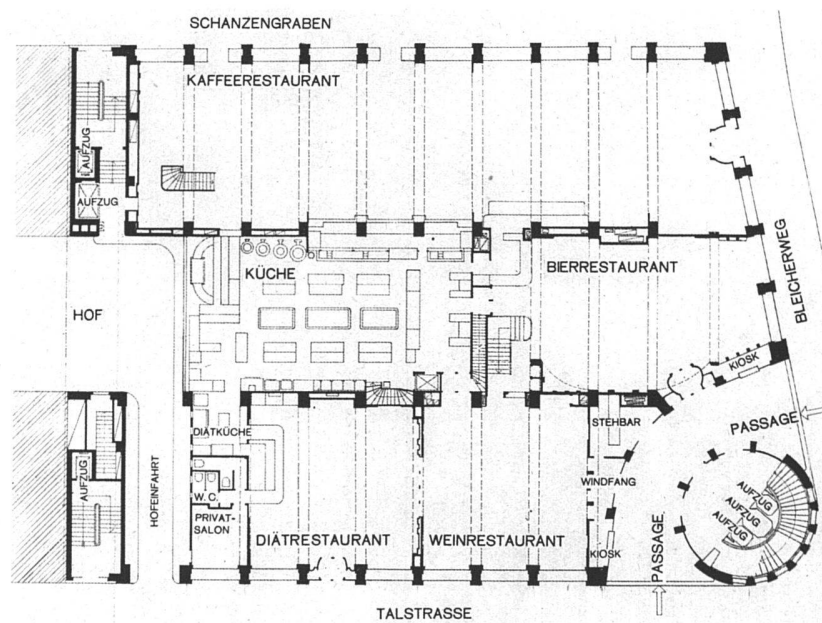 SCHANZENGRABEN
KAFFEERESTAURANT
AUFZUG
AUFZUG
KÜCHE
BIERRESTAURANT
BLEICHERWEG
HOF
KIOSK
PASSAGE
STEHBAR
DIÄTKÜCHE
AUFZUG
HOFEINFAHRT
W.C.
PRIVAT-
SALON
WINDFANG
AUFZUG
AUFZUG
AUFZUG
DIÄTRESTAURANT
WEINRESTAURANT
KIOSK
PASSAGE
TALSTRASSE